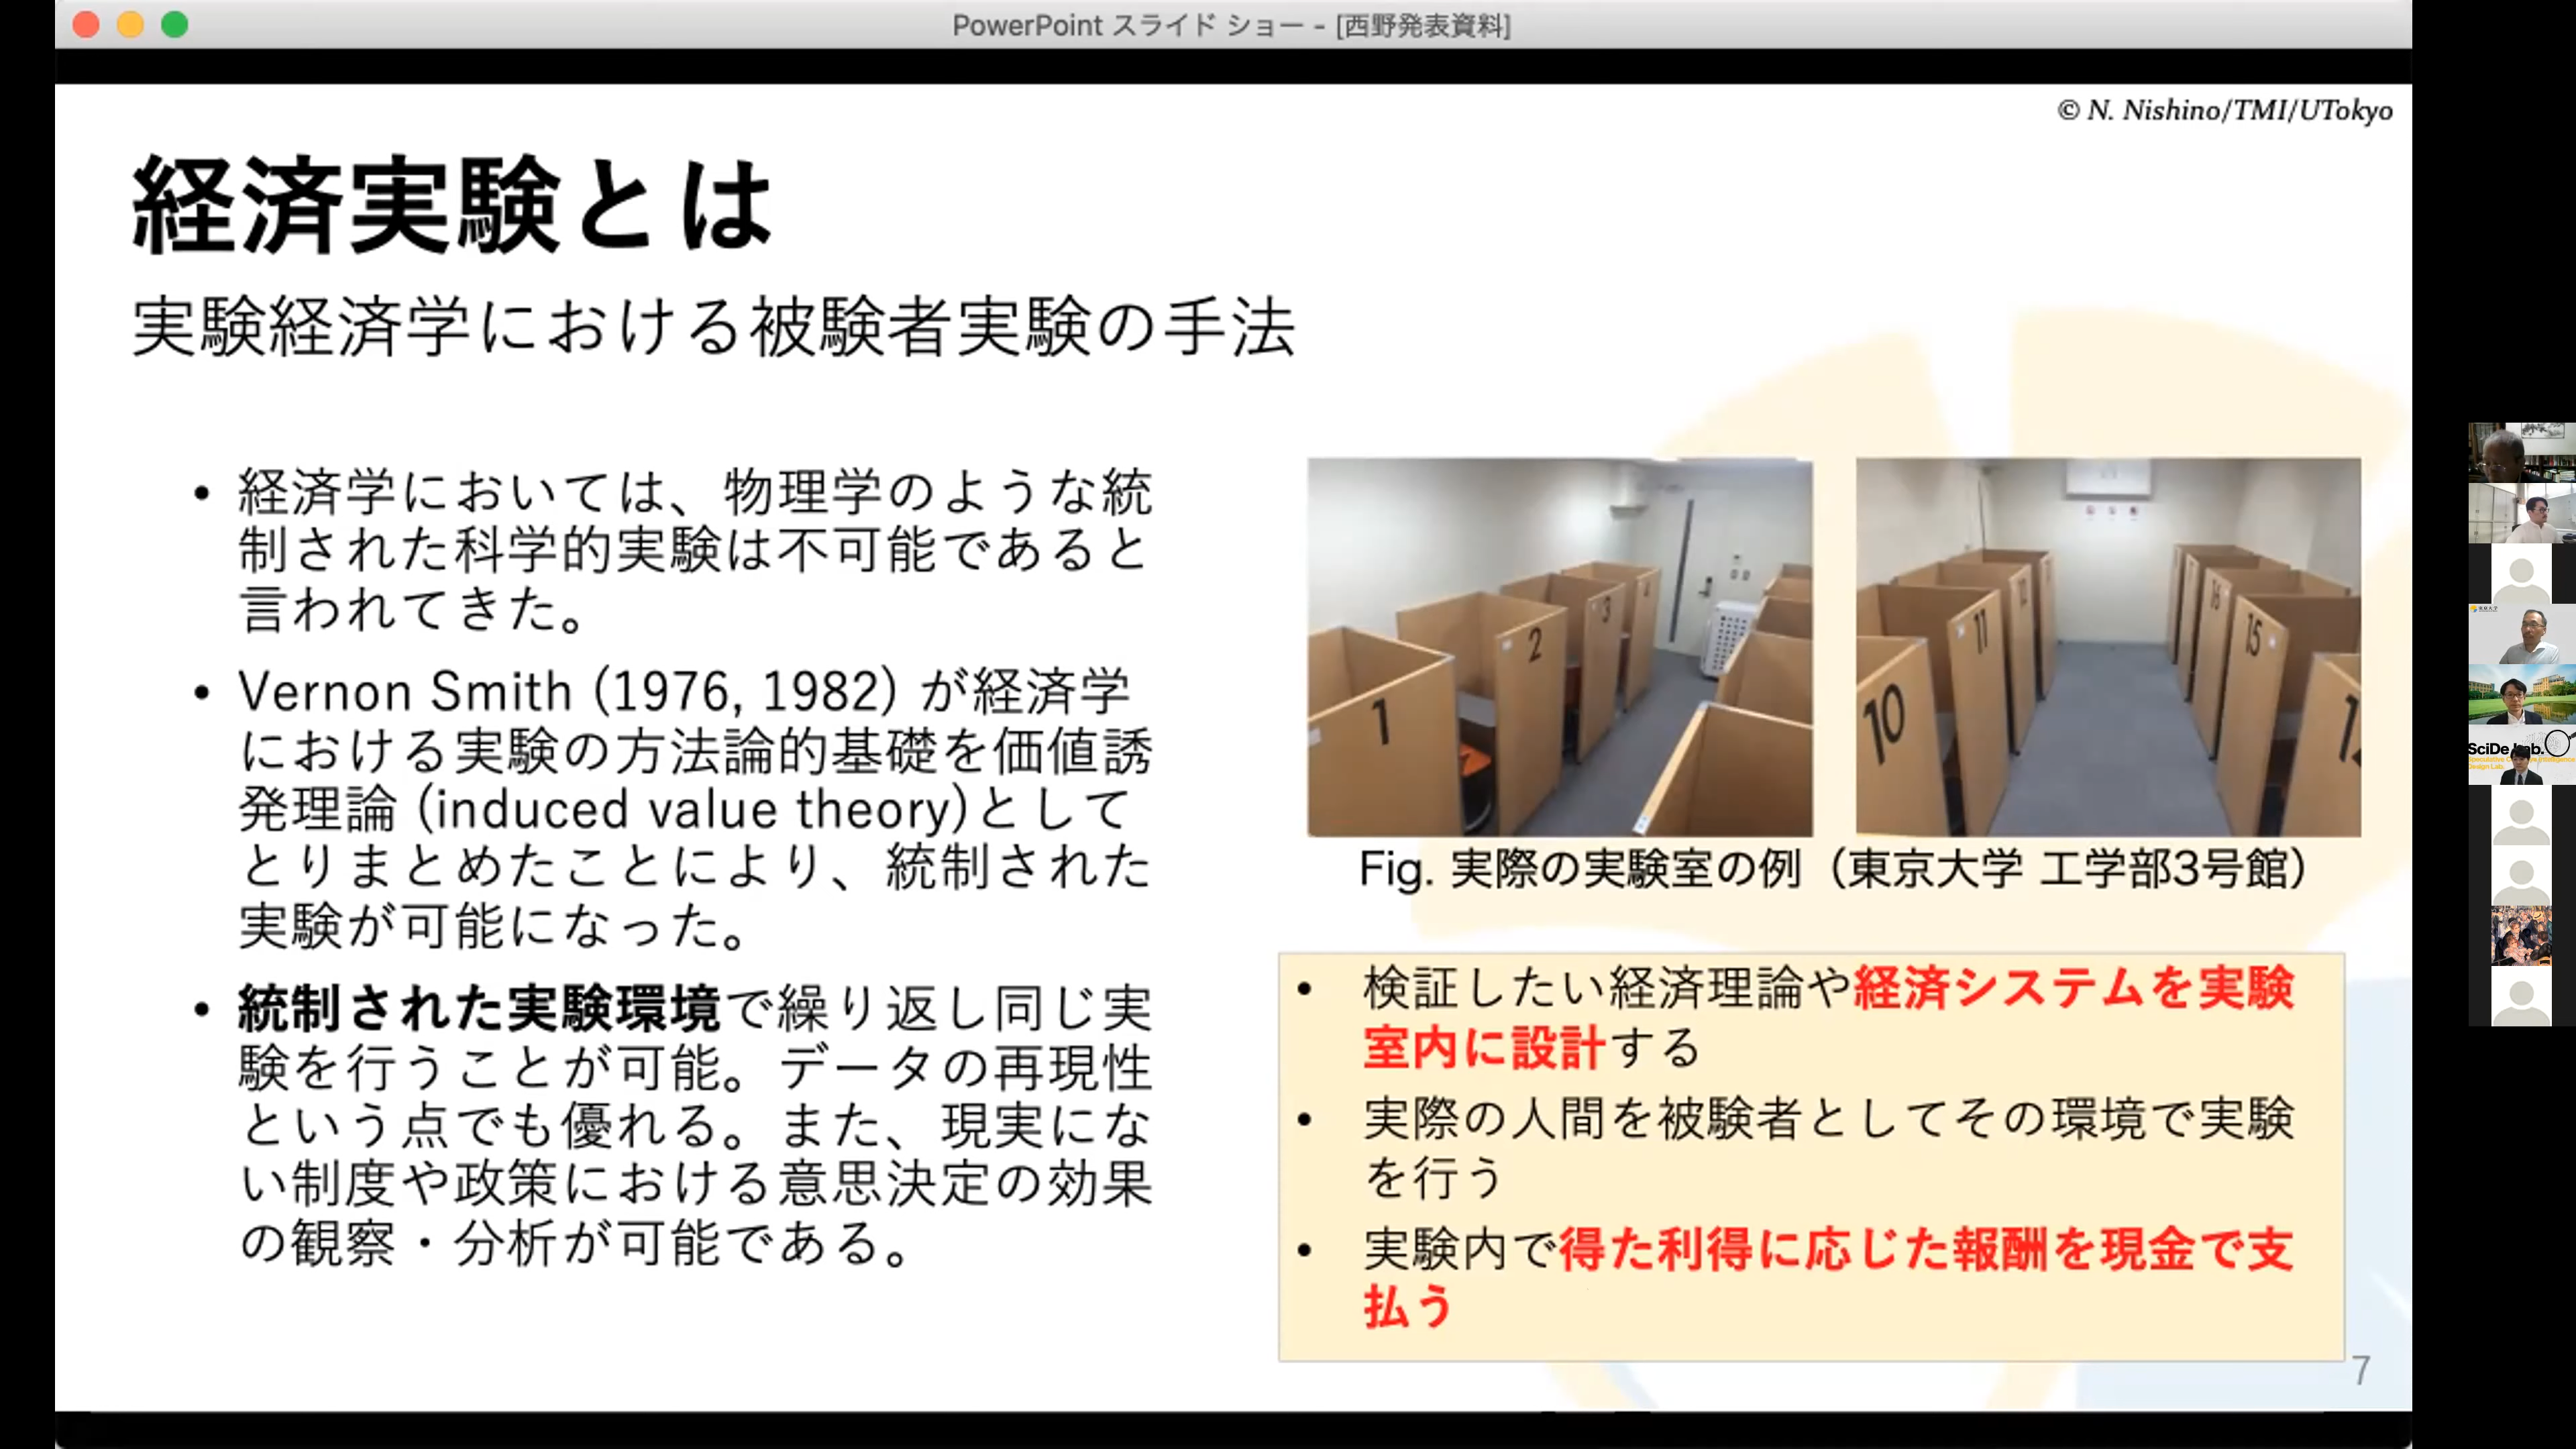 PowerPoint スライド ショー - [西野発表資料]
© N. Nishino/TMI/UTokyo
経済実験とは
実験経済学における被験者実験の手法
• 経済学においては、物理学のような統
制された科学的実験は不可能であると
言われてきた。
• Vernon Smith (1976, 1982) が経済学
における実験の方法論的基礎を価値誘
発理論 (induced value theory)として
とりまとめたことにより、統制された
実験が可能になった。
• 統制された実験環境で繰り返し同じ実
験を行うことが可能。データの再現性
という点でも優れる。また、現実にな
い制度や政策における意思決定の効果
の観察・分析が可能である。
1
2
3
10
11
15
16
Fig. 実際の実験室の例（東京大学 工学部3号館）
• 検証したい経済理論や経済システムを実験
室内に設計する
• 実際の人間を被験者としてその環境で実験
を行う
• 実験内で得た利得に応じた報酬を現金で支
払う
7
SciDe Lab.
Design Lab.